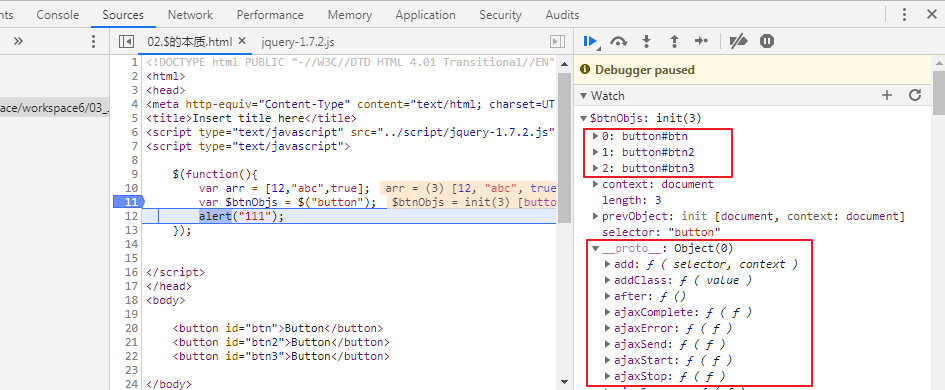 nts Console Sources Network Performance Memory Application Security Audits
» 02.$的本质.html × jquery-1.7.2.js
ace/workspace6/03_
1 <!DOCTYPE html PUBLIC "-//W3C//DTD HTML 4.01 Transitional//EN"
2 <html>
3 <head>
4 <meta http-equiv="Content-Type" content="text/html; charset=UT
5 <title>Insert title here</title>
6 <script type="text/javascript" src="../script/jquery-1.7.2.js"
7 <script type="text/javascript">
8
9 $(function(){
10 var arr = [12,"abc",true]; arr = (3) [12, "abc", true
11 var $btnObjs = $("button"); $btnObjs = init(3) [butto
12 alert("111");
13 });
14
15
16 </script>
17 </head>
18 <body>
19
20 <button id="btn">Button</button>
21 <button id="btn2">Button</button>
22 <button id="btn3">Button</button>
23
24 </body>
Debugger paused
Watch
$btnObjs: init(3)
0: button#btn
1: button#btn2
2: button#btn3
context: document
length: 3
prevObject: init [document, context: document]
selector: "button"
__proto__: Object(0)
add: ƒ ( selector, context )
addClass: ƒ ( value )
after: ƒ ()
ajaxComplete: ƒ ( f )
ajaxError: ƒ ( f )
ajaxSend: ƒ ( f )
ajaxStart: ƒ ( f )
ajaxStop: ƒ ( f )